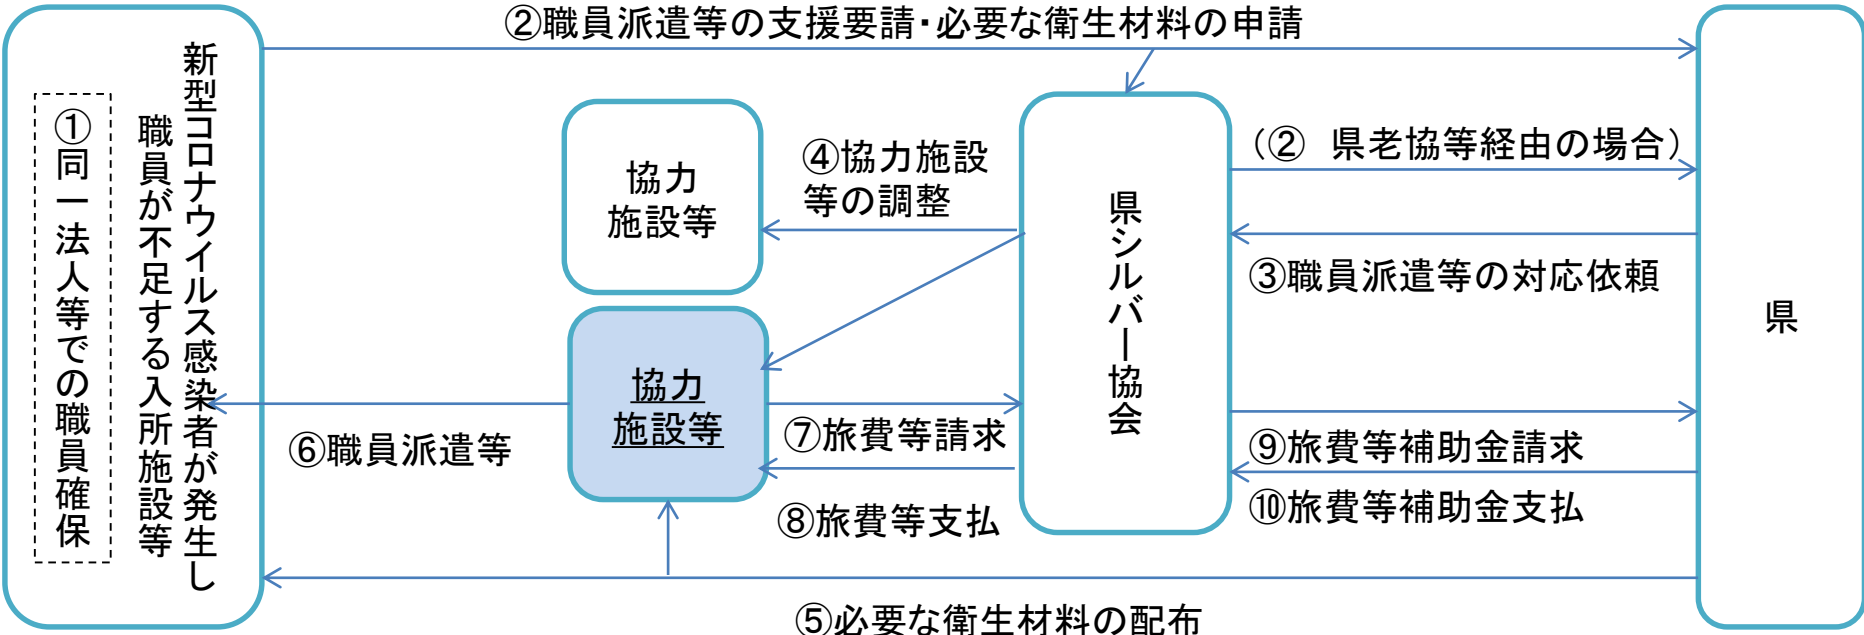 ②職員派遣等の支援要請・必要な衛生材料の申請
新型コロナウイルス感染者が発生し
職員が不足する入所施設等
①同一法人等での職員確保
協力
施設等
④協力施設
等の調整
県シルバー協会
（②　県老協等経由の場合）
③職員派遣等の対応依頼
県
協力
施設等
⑥職員派遣等
⑦旅費等請求
⑧旅費等支払
⑨旅費等補助金請求
⑩旅費等補助金支払
⑤必要な衛生材料の配布